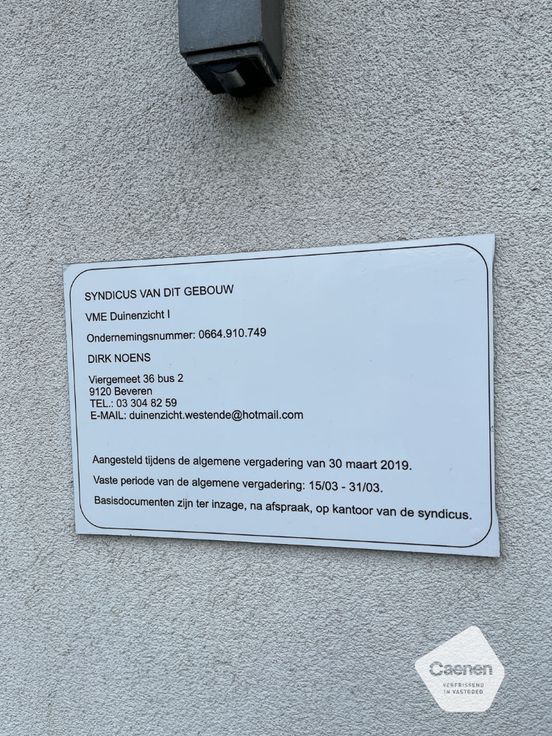 SYNDICUS VAN DIT GEBOUW
VME Duinenzicht I
Ondernemingsnummer: 0664.910.749
DIRK NOENS
Viergemeet 36 bus 2
9120 Beveren
TEL.: 03 304 82 59
E-MAIL: duinenzicht.westende@hotmail.com
Aangesteld tijdens de algemene vergadering van 30 maart 2019.
Vaste periode van de algemene vergadering: 15/03 - 31/03.
Basisdocumenten zijn ter inzage, na afspraak, op kantoor van de syndicus.
Caenen
VERFRISSEND
IN VASTGOED